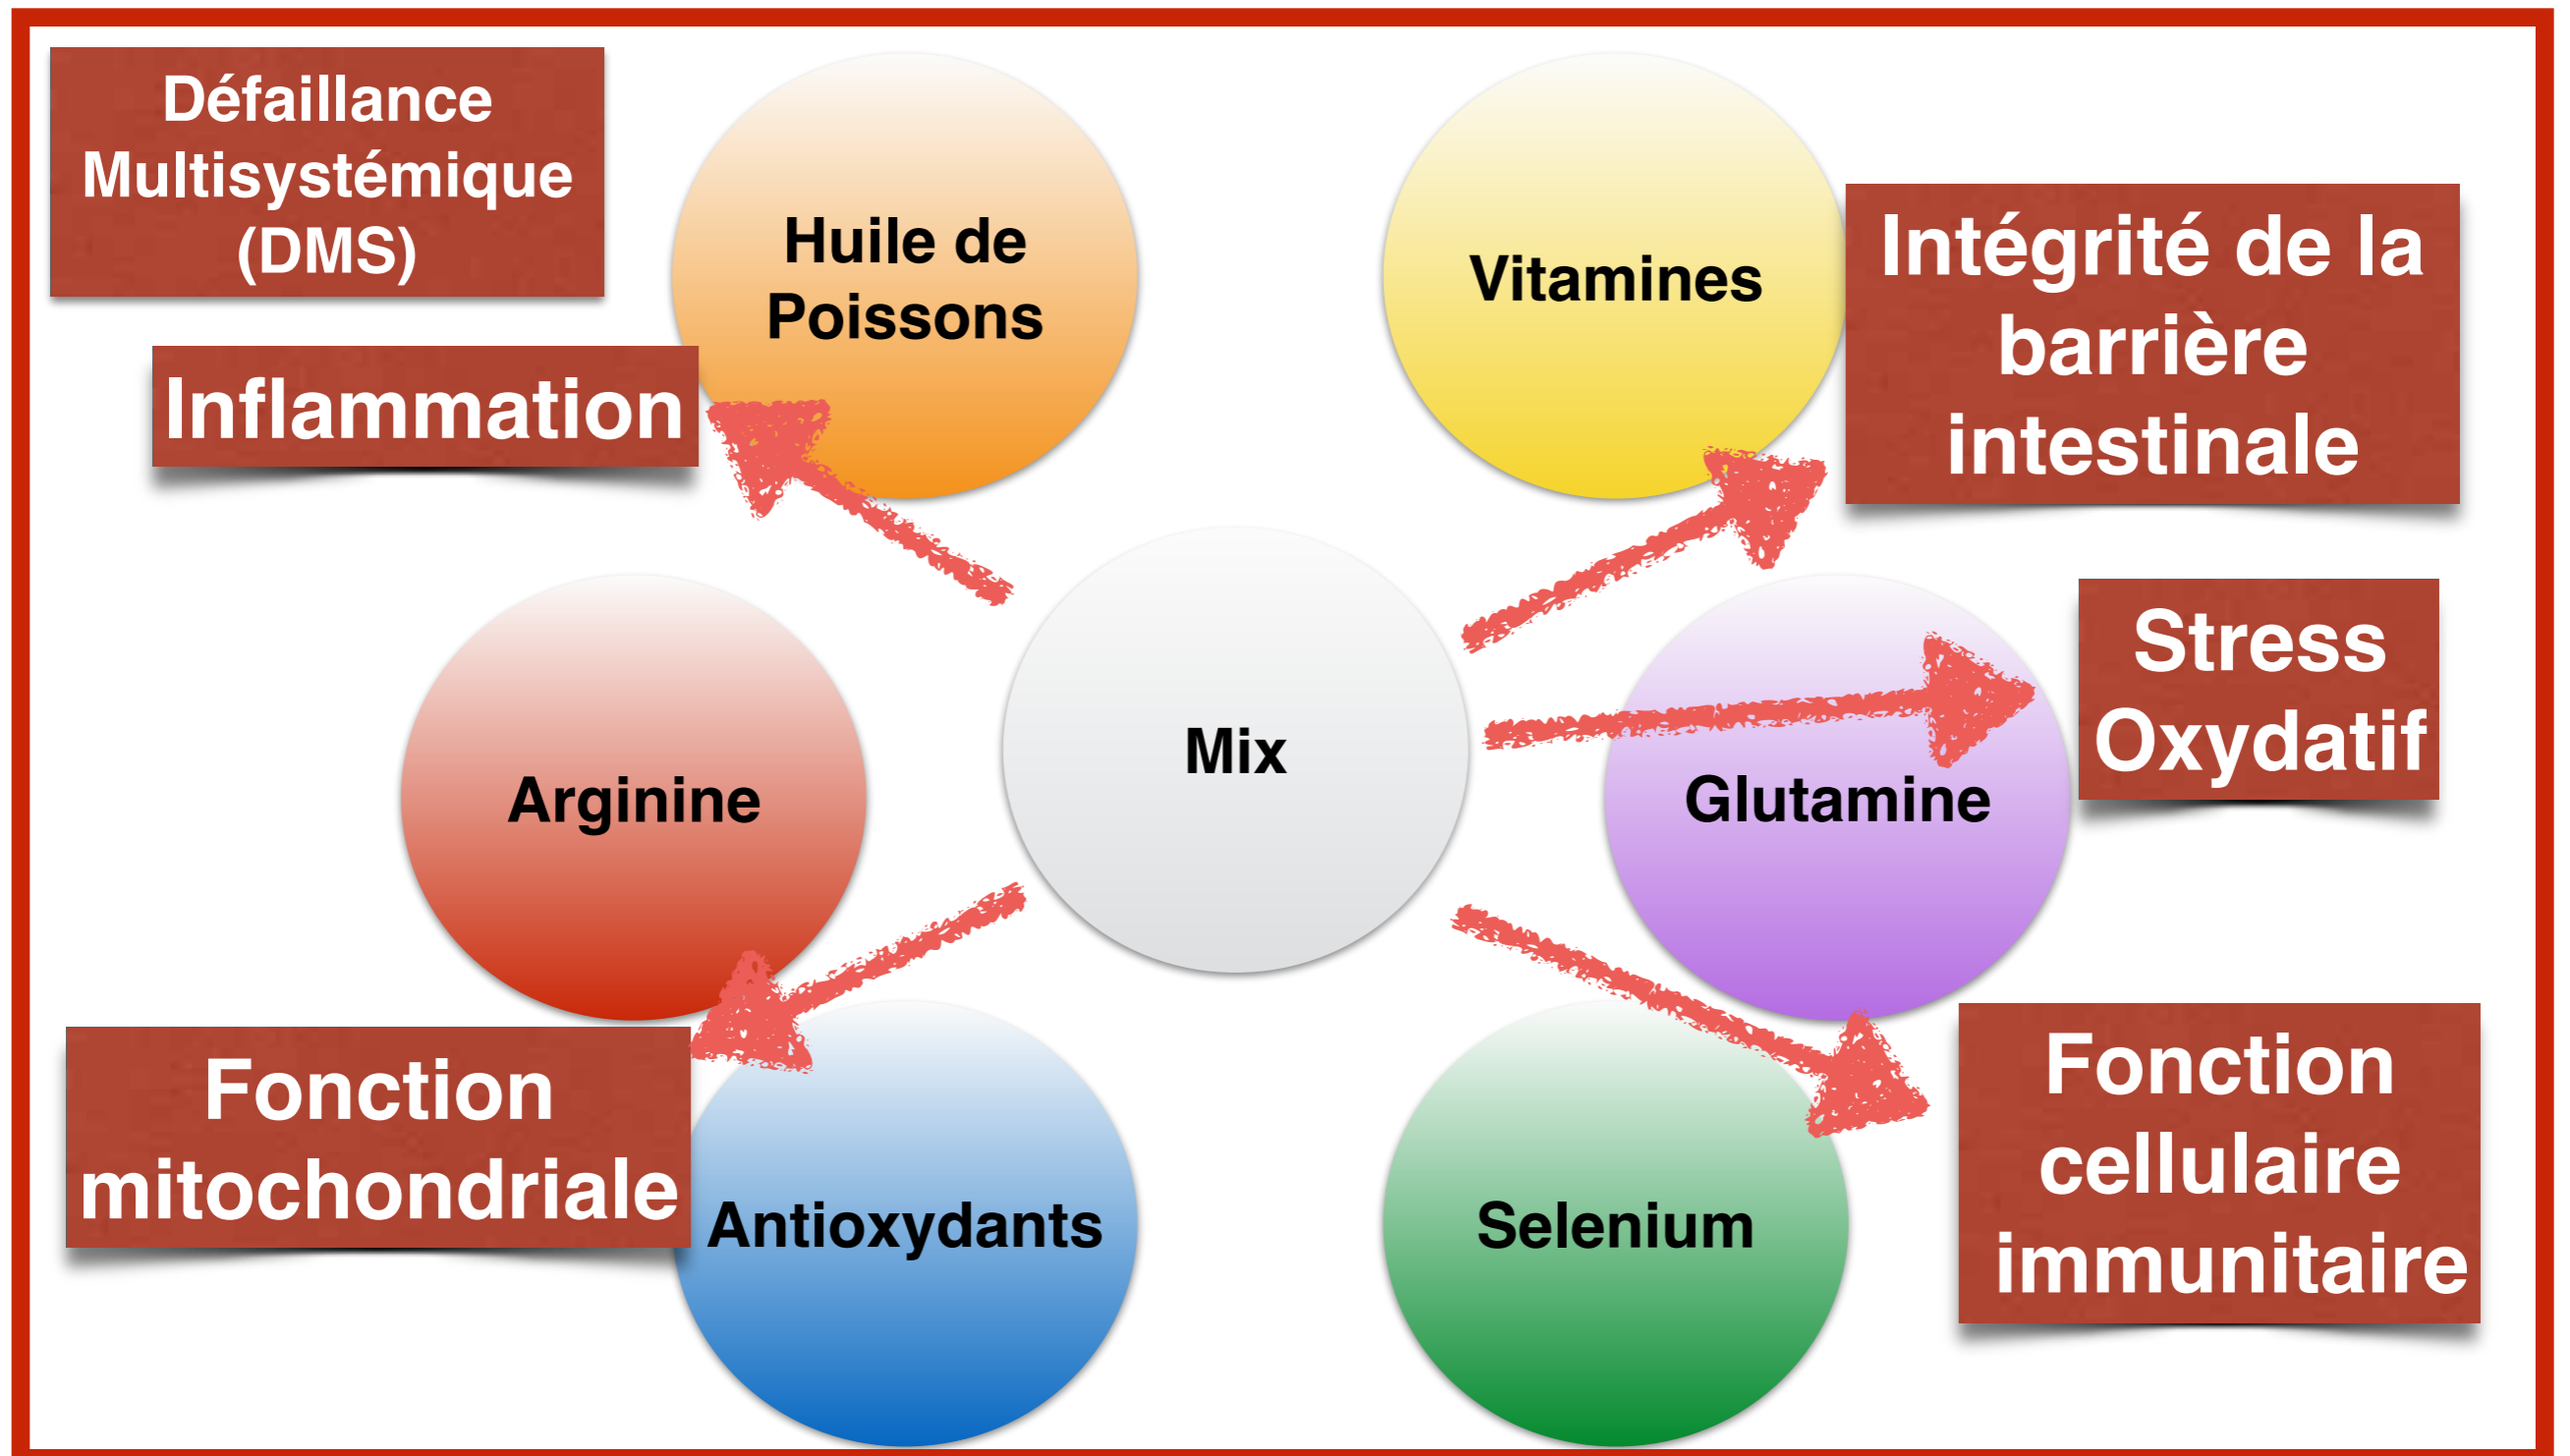 Défaillance
Multisystémique
(DMS)
Huile de
Poissons
Vitamines
Intégrité de la
barrière
intestinale
Inflammation
Stress
Oxydatif
Mix
Arginine
Glutamine
Fonction
mitochondriale
Antioxydants
Selenium
Fonction
cellulaire
immunitaire